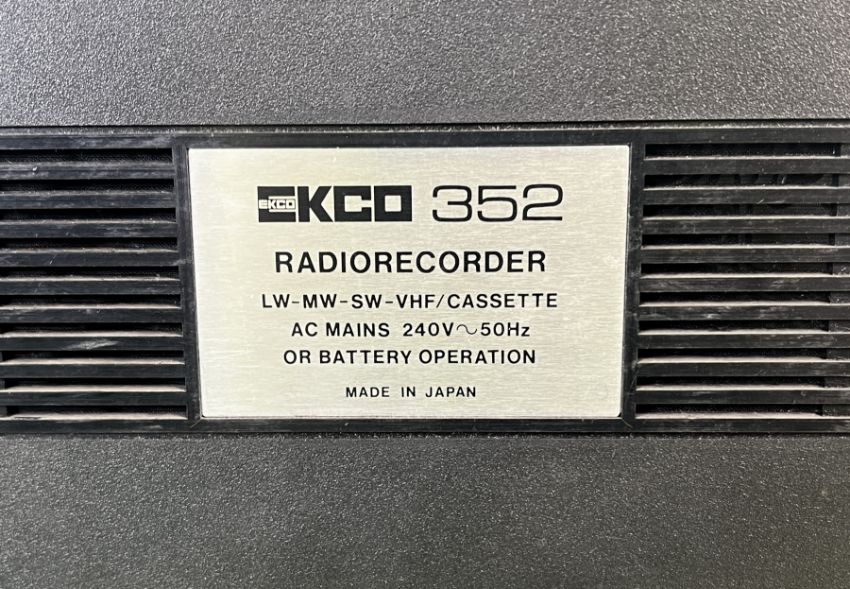 EKCO EKCO 352
RADIORECORDER
LW-MW-SW-VHF/CASSETTE
AC MAINS 240V~50Hz
OR BATTERY OPERATION
MADE IN JAPAN